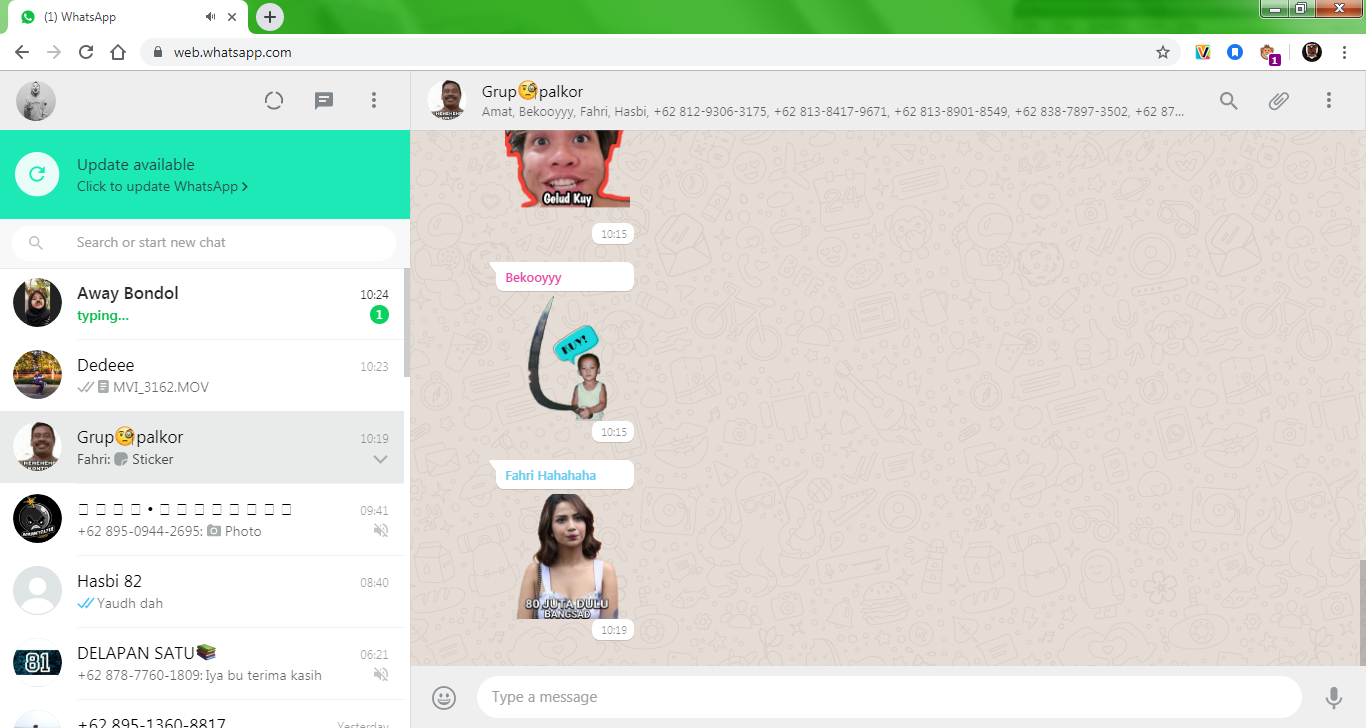 (1) WhatsApp
web.whatsapp.com
1
Update available
Click to update WhatsApp
Search or start new chat
Away Bondol
10:24
typing...
1
Dedeee
10:23
MVI_3162.MOV
Grup🧐palkor
10:19
Fahri: Sticker
09:41
+62 895-0944-2695: Photo
Hasbi 82
08:40
Yaudh dah
81
DELAPAN SATU📚
06:21
+62 878-7760-1809: Iya bu terima kasih
+62 895-1360-8817
Yesterday
Grup🧐palkor
Amat, Bekooyyy, Fahri, Hasbi, +62 812-9306-3175, +62 813-8417-9671, +62 813-8901-8549, +62 838-7897-3502, +62 87...
Gelud Kuy
10:15
Bekooyyy
KUY!
10:15
Fahri Hahahaha
80 JUTA DULU
BANGSAD
10:19
Type a message